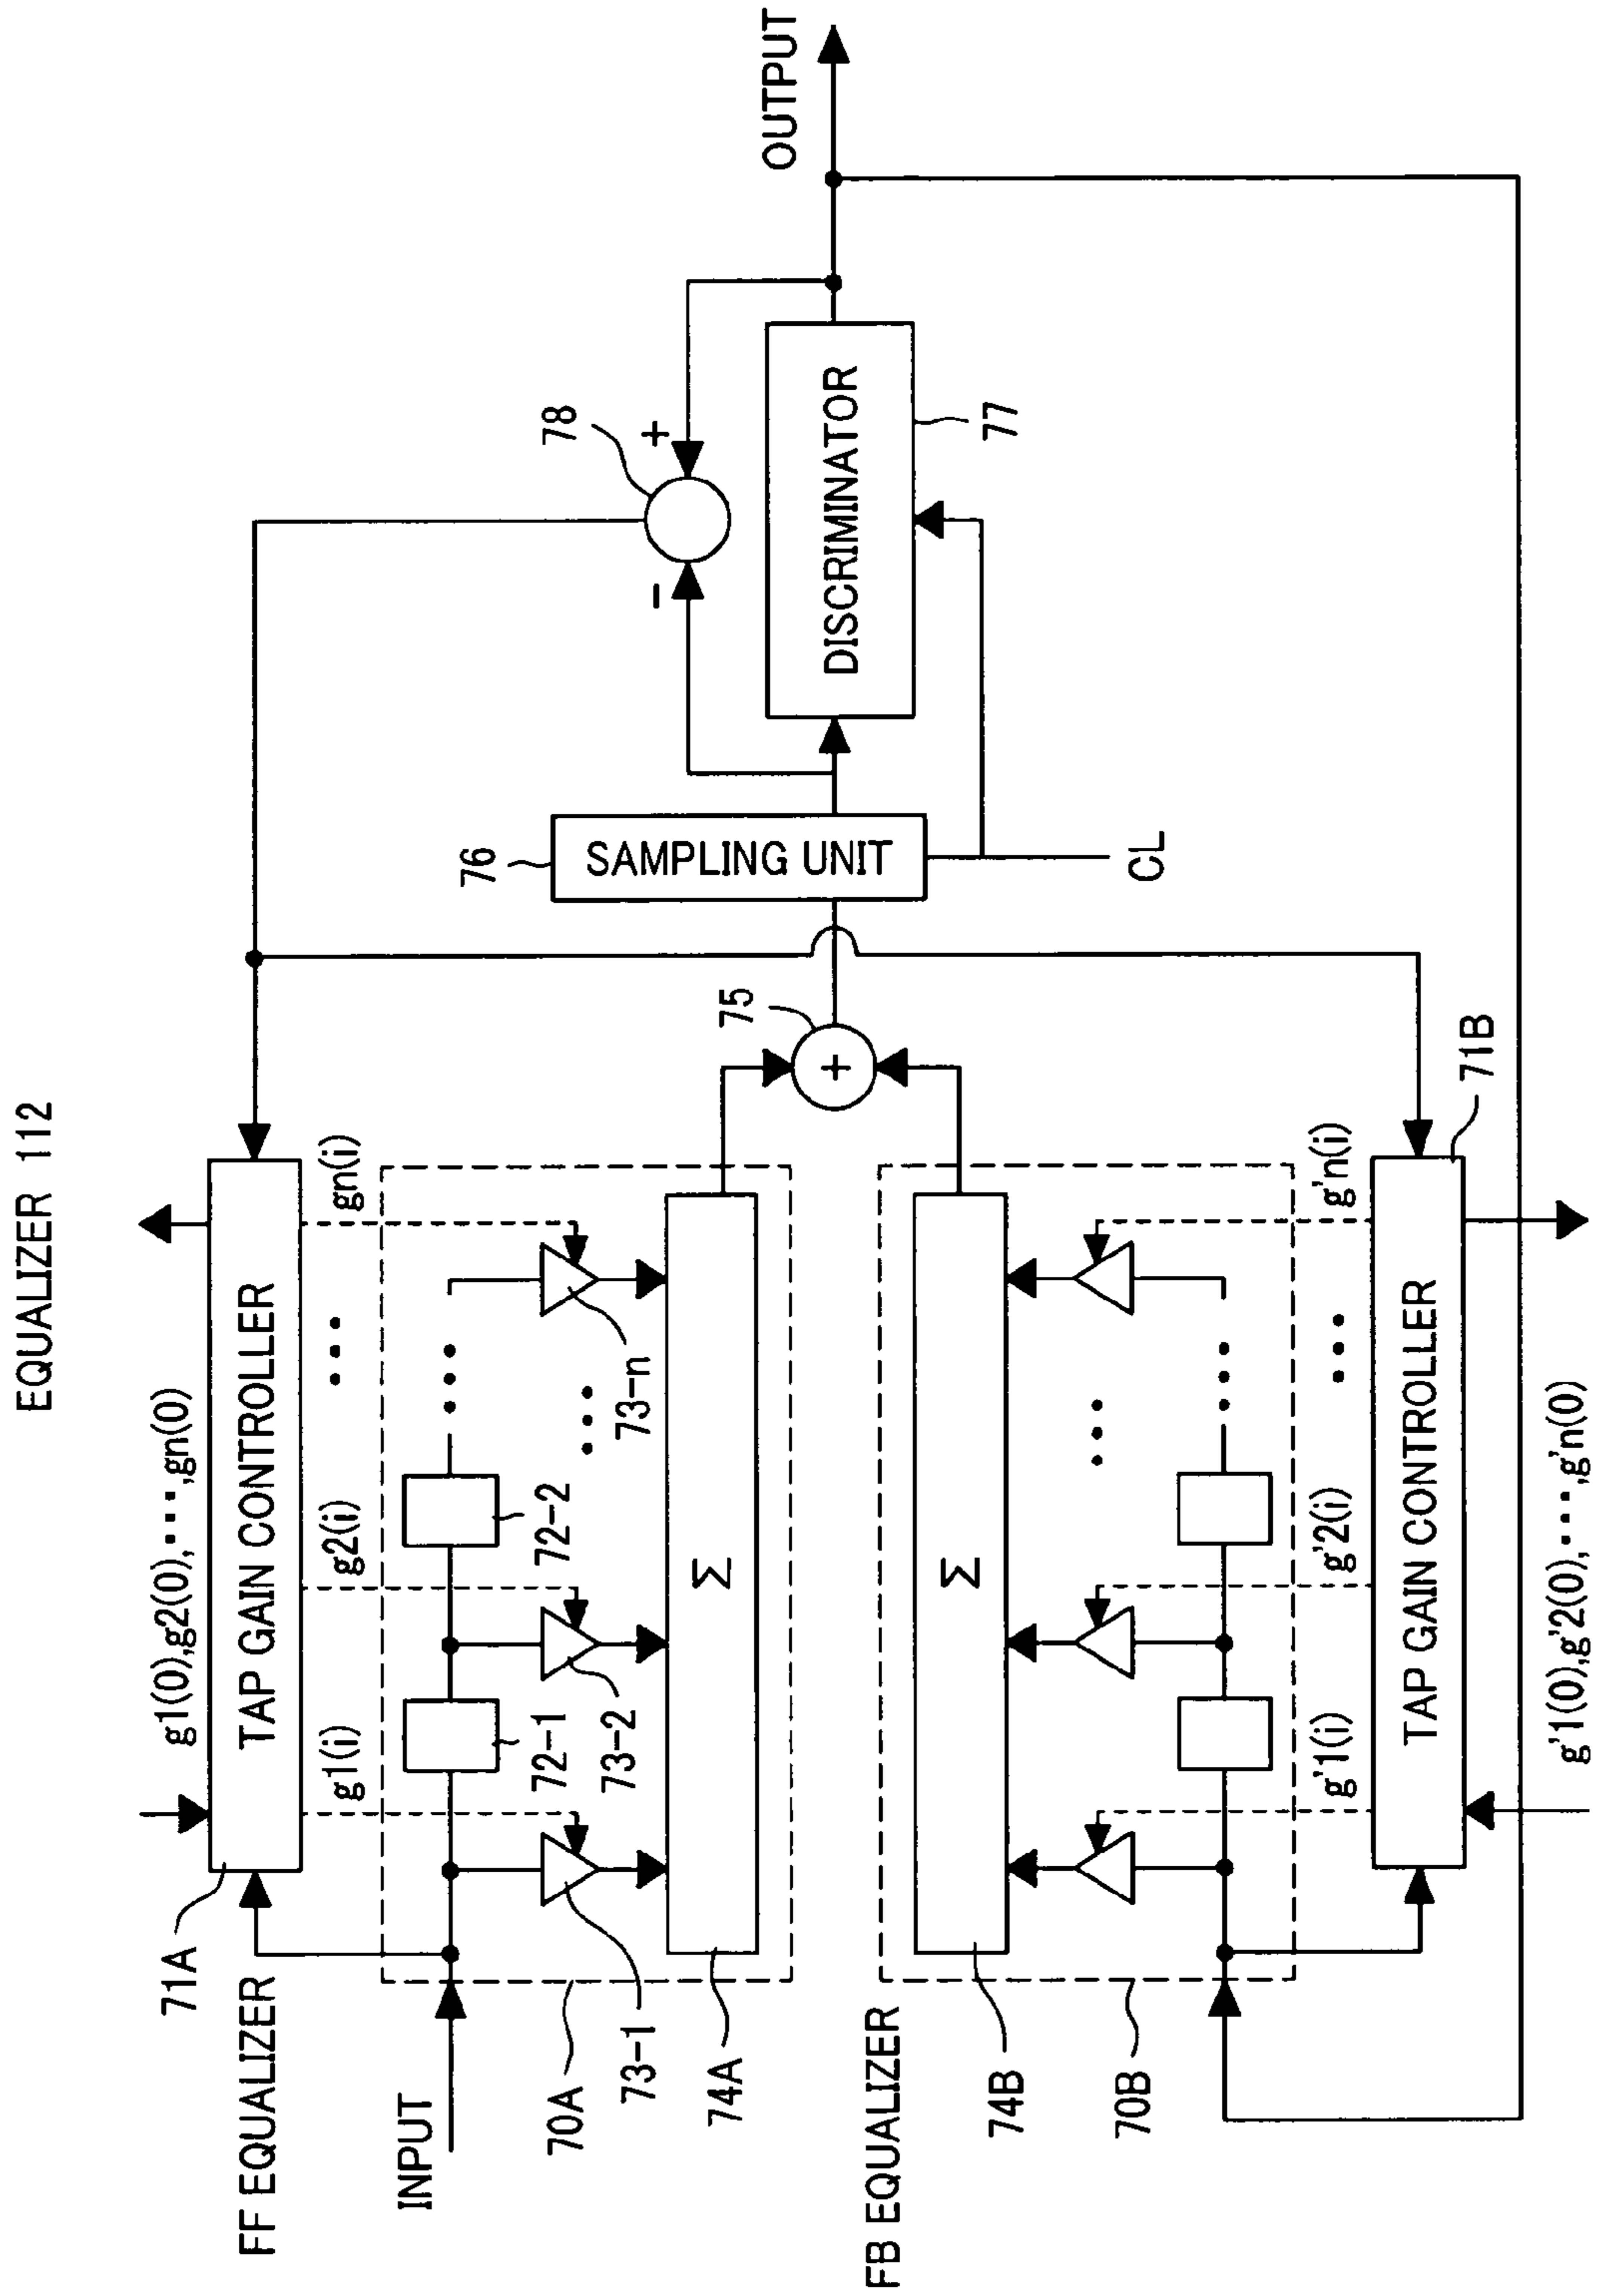 EQUALIZER 112
g1(0),g2(0),･･･,gn(0)
71A
TAP GAIN CONTROLLER
FF EQUALIZER
g1(i)
g2(i)
･･･
gn(i)
INPUT
72-1
72-2
･･･
70A
73-1
73-2
･･･
73-n
74A
Σ
75
+
76
SAMPLING UNIT
CL
78
-
+
DISCRIMINATOR
77
OUTPUT
FB EQUALIZER
74B
Σ
･･･
70B
･･･
g'1(i)
g'2(i)
･･･
g'n(i)
TAP GAIN CONTROLLER
71B
g'1(0),g'2(0),･･･,g'n(0)